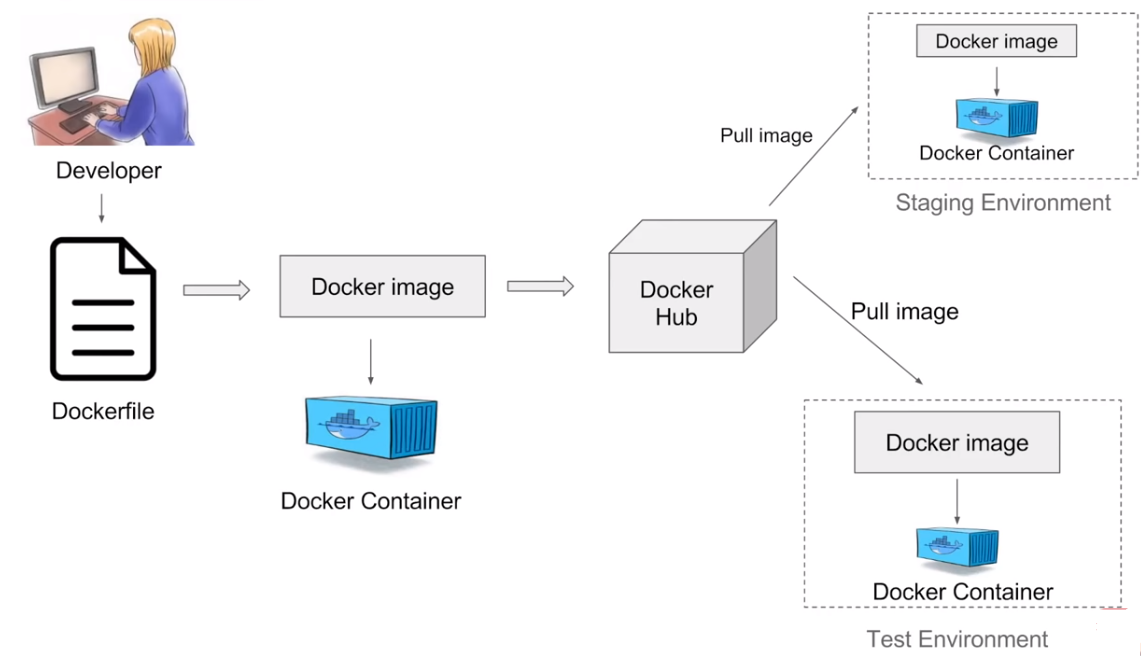 Developer
Dockerfile
Docker image
Docker Container
Docker
Hub
Pull image
Docker image
Docker Container
Staging Environment
Pull image
Docker image
Docker Container
Test Environment